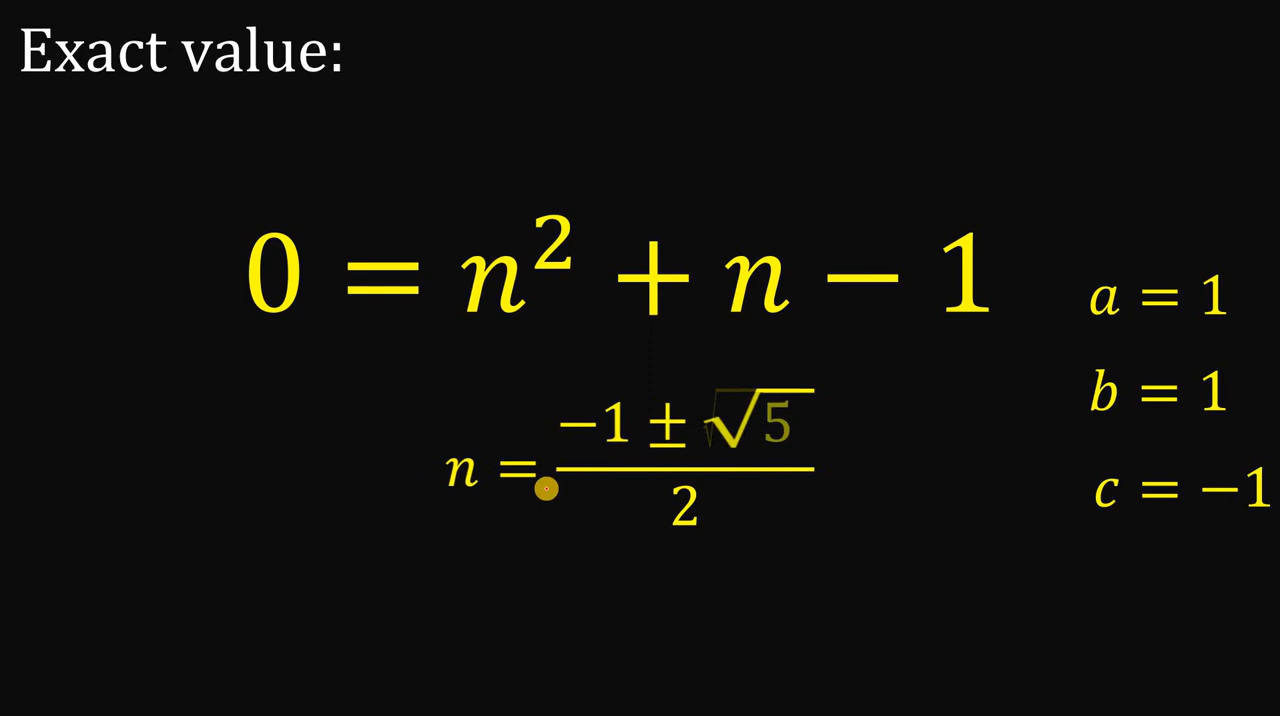 Exact value:
0 = n² + n − 1
a = 1
b = 1
n = (−1 ± √5) / 2
c = −1